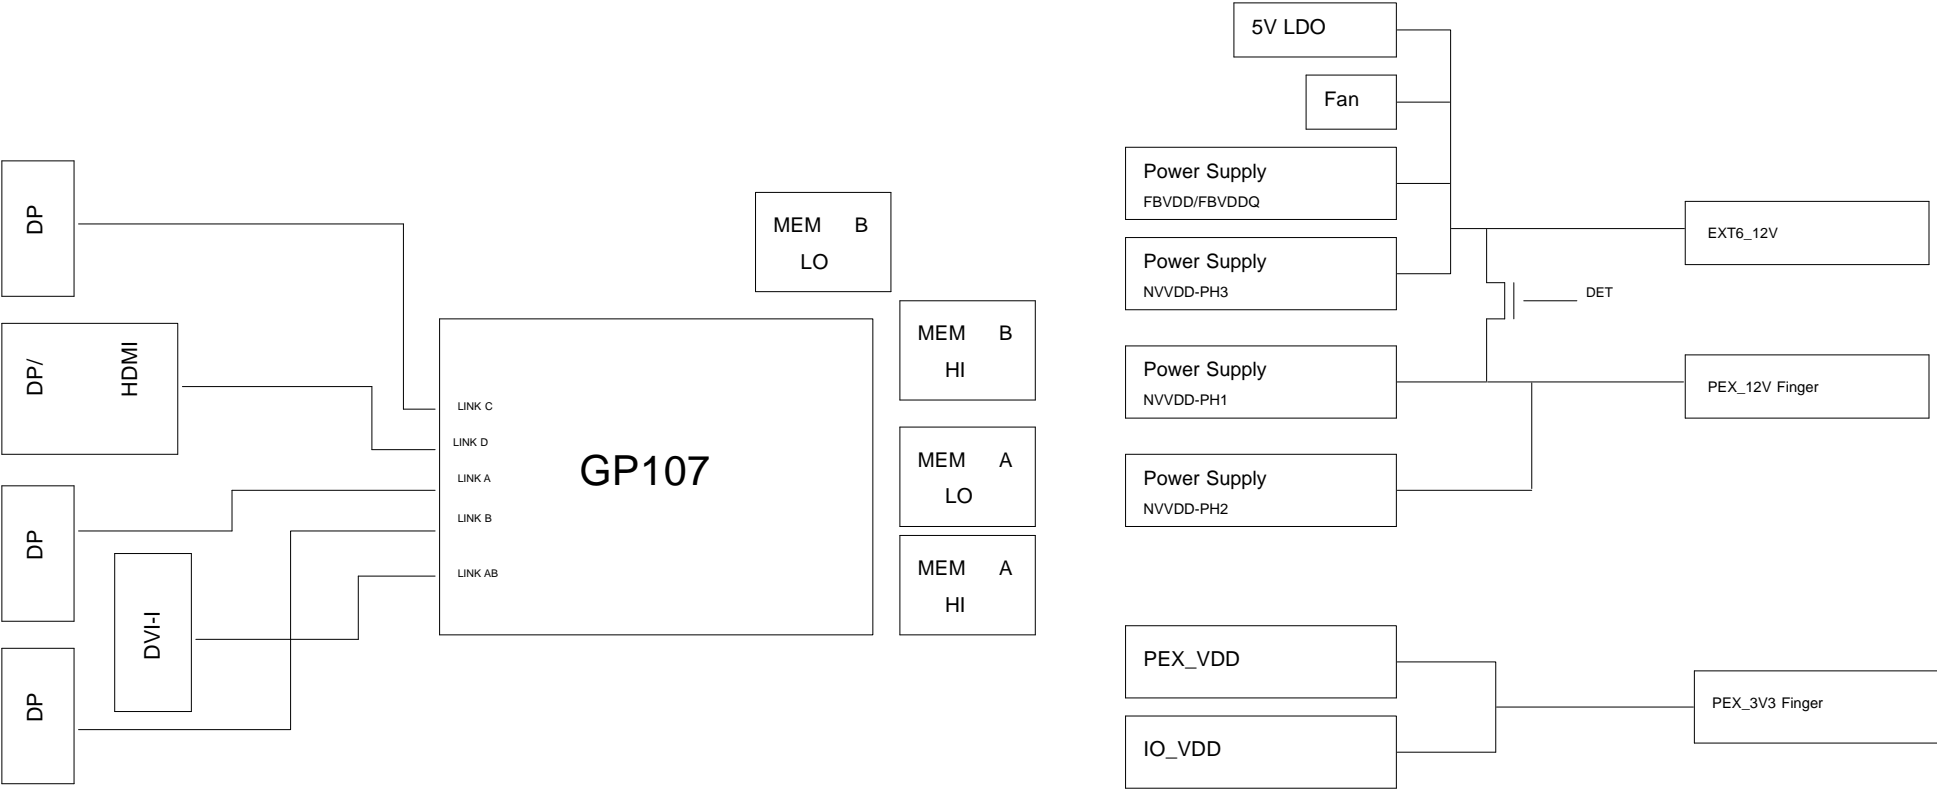 DP
DP/ HDMI
DP
DVI-I
DP
LINK C
LINK D
LINK A
LINK B
LINK AB
GP107
MEM B
LO
MEM B
HI
MEM A
LO
MEM A
HI
5V LDO
Fan
Power Supply
FBVDD/FBVDDQ
Power Supply
NVVDD-PH3
Power Supply
NVVDD-PH1
Power Supply
NVVDD-PH2
PEX_VDD
IO_VDD
EXT6_12V
DET
PEX_12V Finger
PEX_3V3 Finger